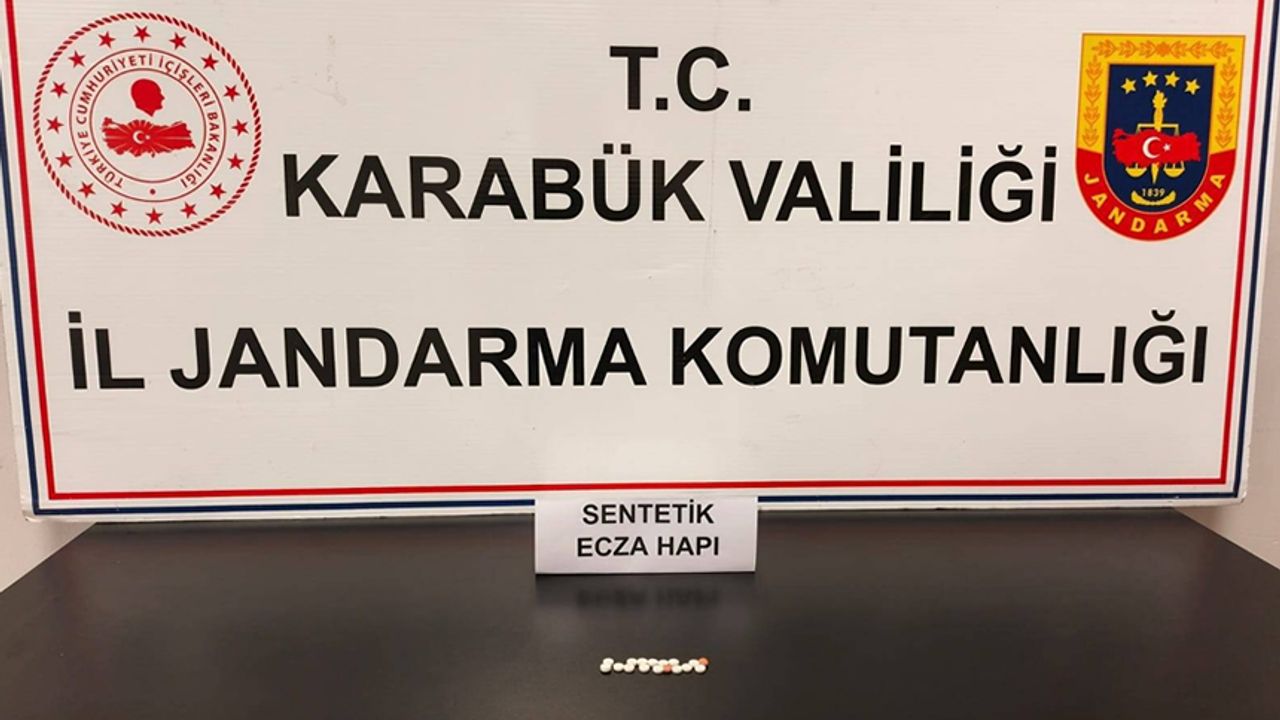 T.C.
KARABÜK VALİLİĞİ
İL JANDARMA KOMUTANLIĞI
TÜRKİYE CUMHURİYETİ İÇİŞLERİ BAKANLIĞI
1839
JANDARMA
SENTETİK
ECZA HAPI